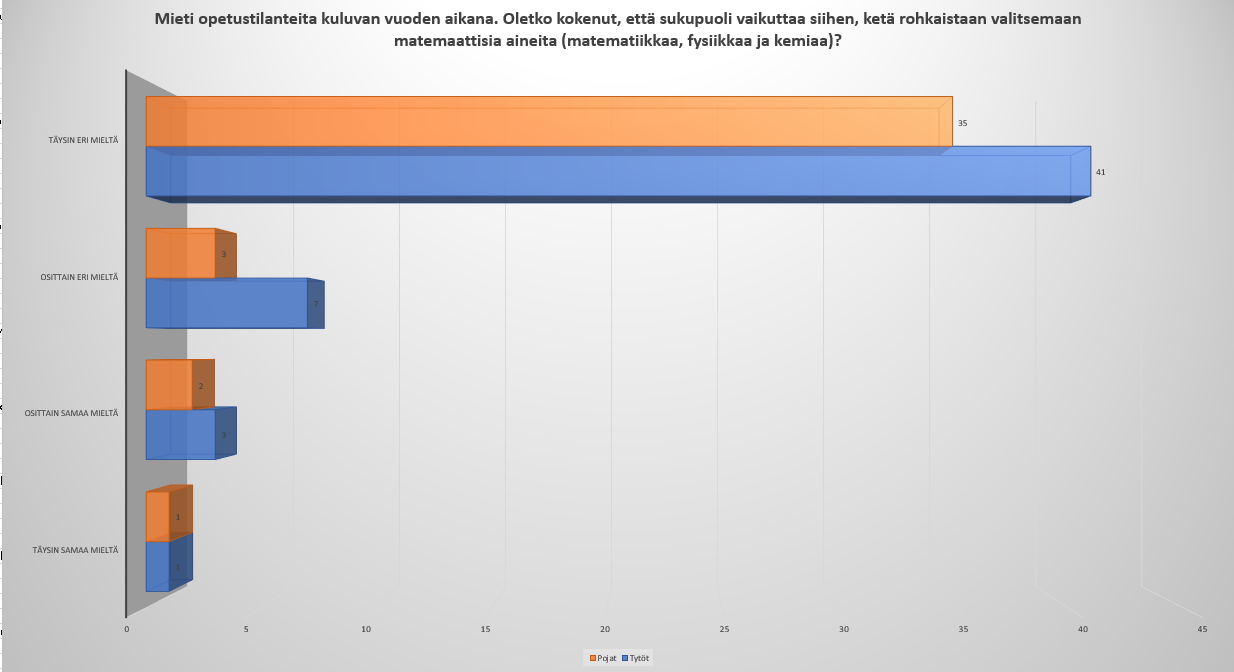 Mieti opetustilanteita kuluvan vuoden aikana. Oletko kokenut, että sukupuoli vaikuttaa siihen, ketä rohkaistaan valitsemaan
matemaattisia aineita (matematiikkaa, fysiikkaa ja kemiaa)?
TÄYSIN ERI MIELTÄ
35
41
OSITTAIN ERI MIELTÄ
3
7
OSITTAIN SAMAA MIELTÄ
2
3
TÄYSIN SAMAA MIELTÄ
1
1
0 5 10 15 20 25 30 35 40 45
Pojat Tytöt